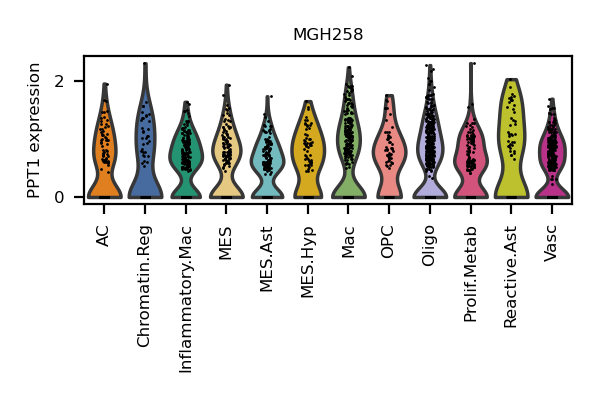 MGH258
PPT1 expression
2
0
AC
Chromatin.Reg
Inflammatory.Mac
MES
MES.Ast
MES.Hyp
Mac
OPC
Oligo
Prolif.Metab
Reactive.Ast
Vasc